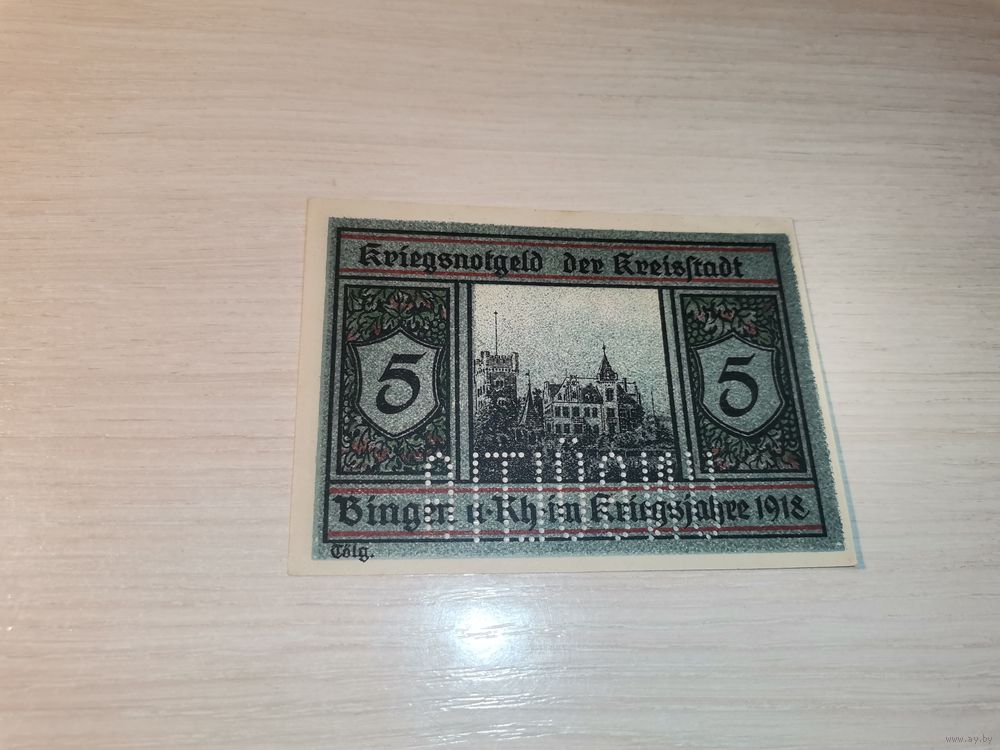 Kriegsnotgeld der Kreisstadt
5 5
Bingen a. Rh. im Kriegsjahre 1918
Tölg.
www.ay.by